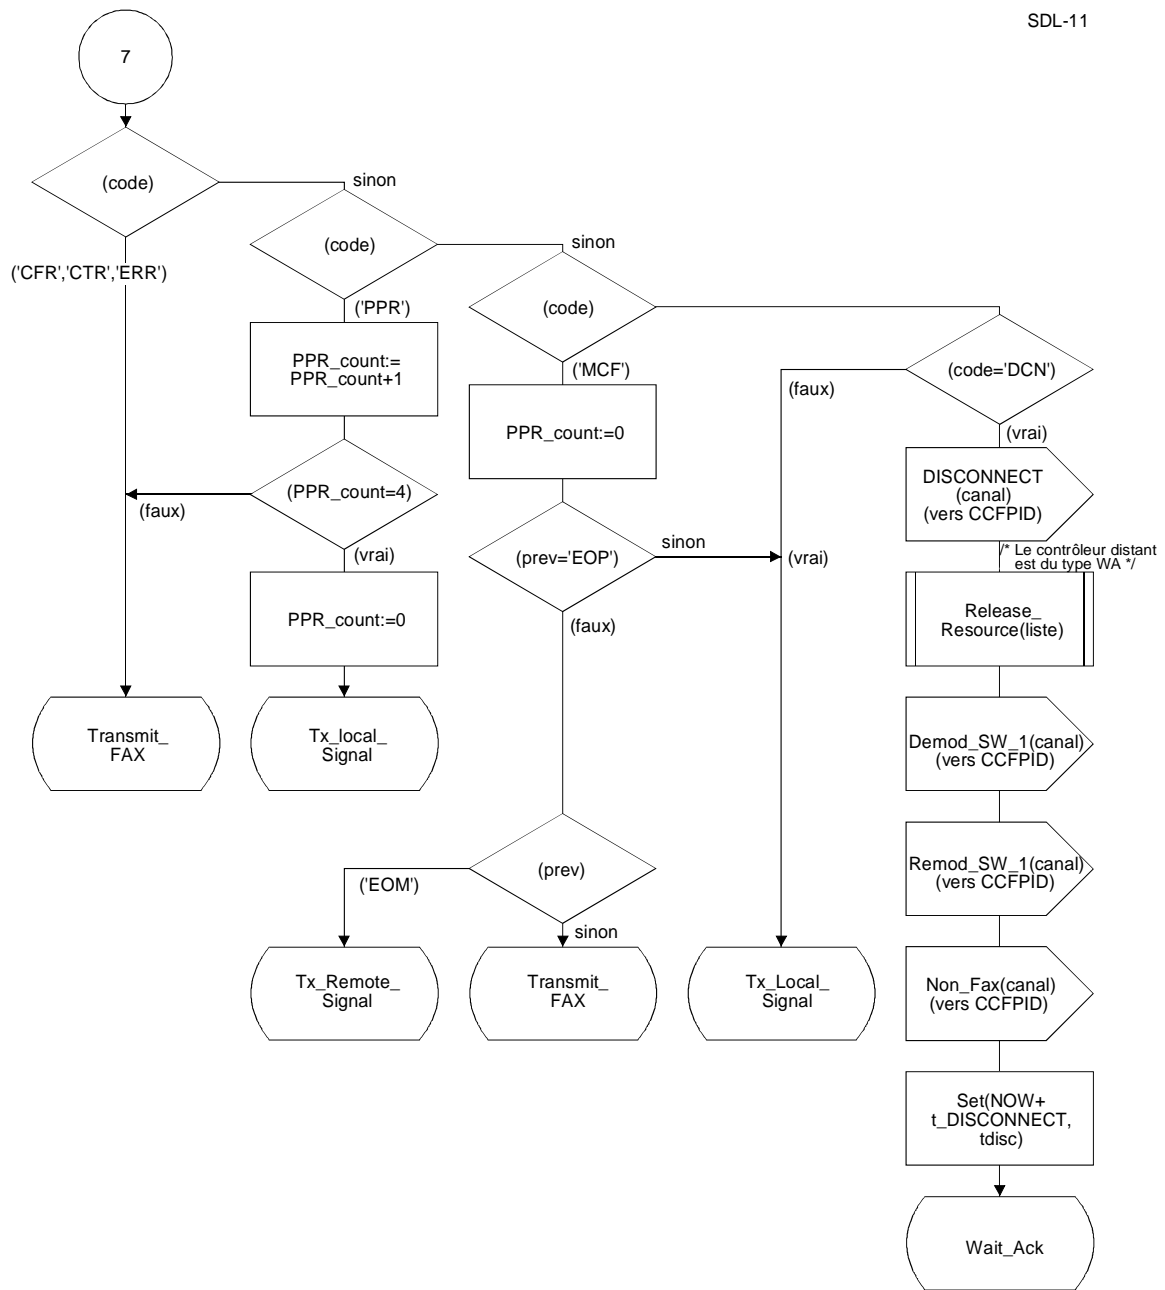 SDL-11
7
(code)
sinon
('CFR','CTR','ERR')
(code)
sinon
('PPR')
PPR_count:=
PPR_count+1
(PPR_count=4)
(faux)
(vrai)
PPR_count:=0
Transmit_
FAX
Tx_local_
Signal
(code)
('MCF')
PPR_count:=0
(prev='EOP')
sinon
(vrai)
(faux)
(prev)
('EOM')
sinon
Tx_Remote_
Signal
Transmit_
FAX
Tx_Local_
Signal
(code='DCN')
(faux)
(vrai)
DISCONNECT
(canal)
(vers CCFPID)
/* Le contrôleur distant
est du type WA */
Release_
Resource(liste)
Demod_SW_1(canal)
(vers CCFPID)
Remod_SW_1(canal)
(vers CCFPID)
Non_Fax(canal)
(vers CCFPID)
Set(NOW+
t_DISCONNECT,
tdisc)
Wait_Ack